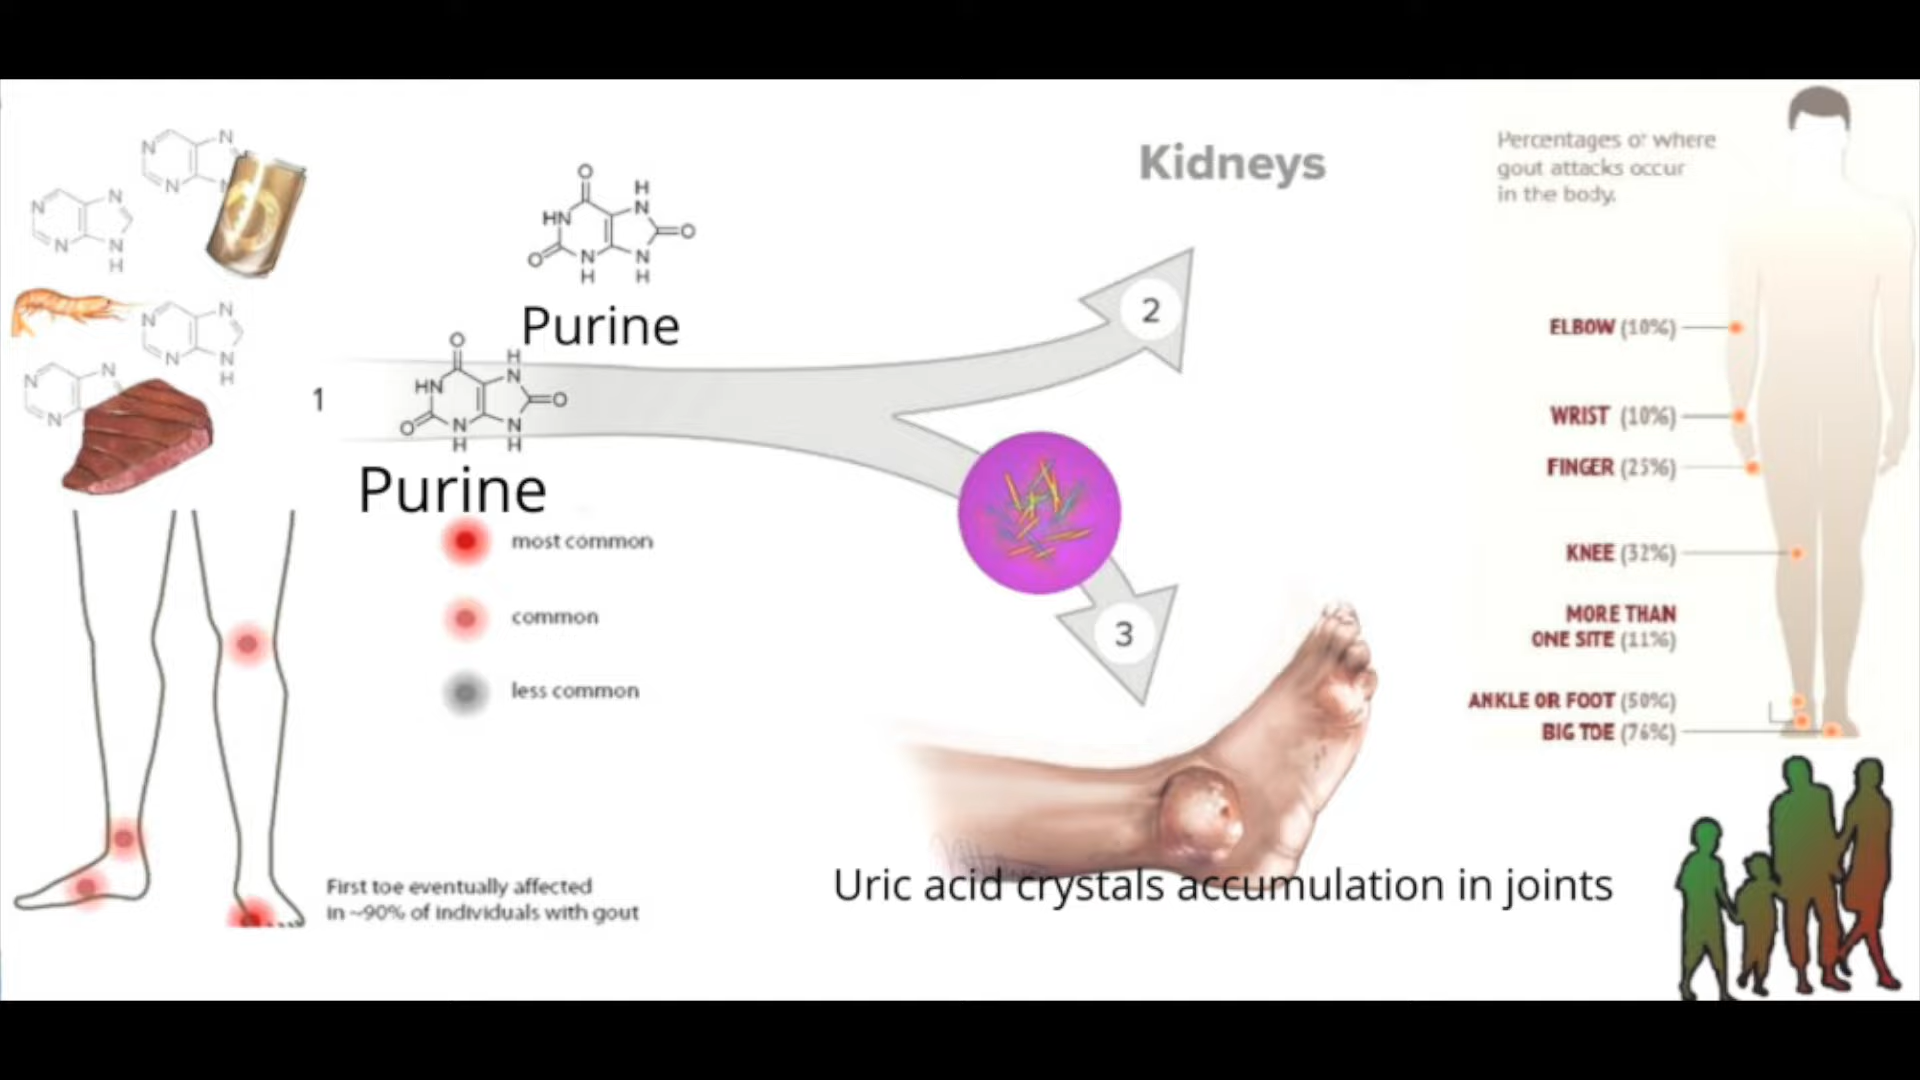 Kidneys
Percentages of where
gout attacks occur
in the body.
Purine
Purine
1
2
3
most common
common
less common
First toe eventually affected
in ~90% of individuals with gout
Uric acid crystals accumulation in joints
ELBOW (10%)
WRIST (10%)
FINGER (25%)
KNEE (32%)
MORE THAN
ONE SITE (11%)
ANKLE OR FOOT (50%)
BIG TOE (76%)
N
N
N
N
N
N
N
H
N
N
N
N
H
N
N
N
O
H
HN
N
O
O
N
N
H
H
O
H
HN
N
O
O
N
N
H
H